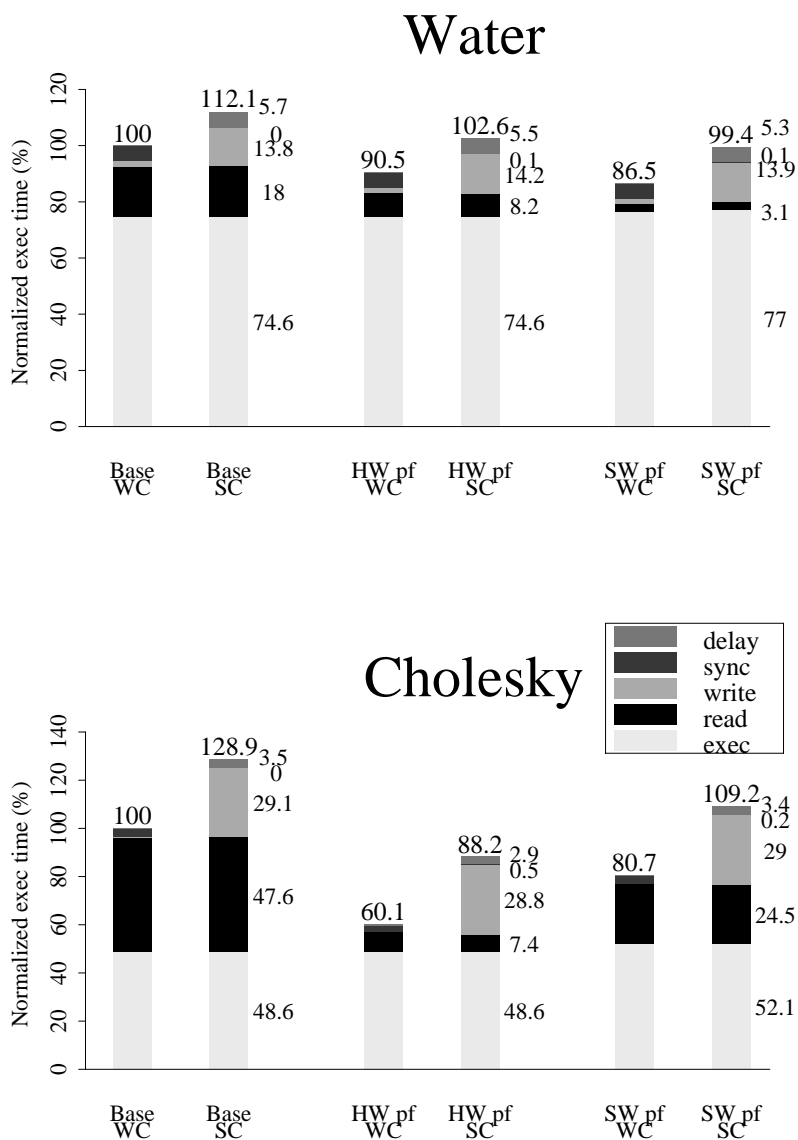 Water
Normalized exec time (%)
0
20
40
60
80
100
120
100
112.1
5.7
0
13.8
18
74.6
90.5
102.6
5.5
0.1
14.2
8.2
74.6
86.5
99.4
5.3
0.1
13.9
3.1
77
Base
WC
Base
SC
HW pf
WC
HW pf
SC
SW pf
WC
SW pf
SC
Cholesky
delay
sync
write
read
exec
Normalized exec time (%)
0
20
40
60
80
100
120
140
100
128.9
3.5
0
29.1
47.6
48.6
60.1
88.2
2.9
0.5
28.8
7.4
48.6
80.7
109.2
3.4
0.2
29
24.5
52.1
Base
WC
Base
SC
HW pf
WC
HW pf
SC
SW pf
WC
SW pf
SC